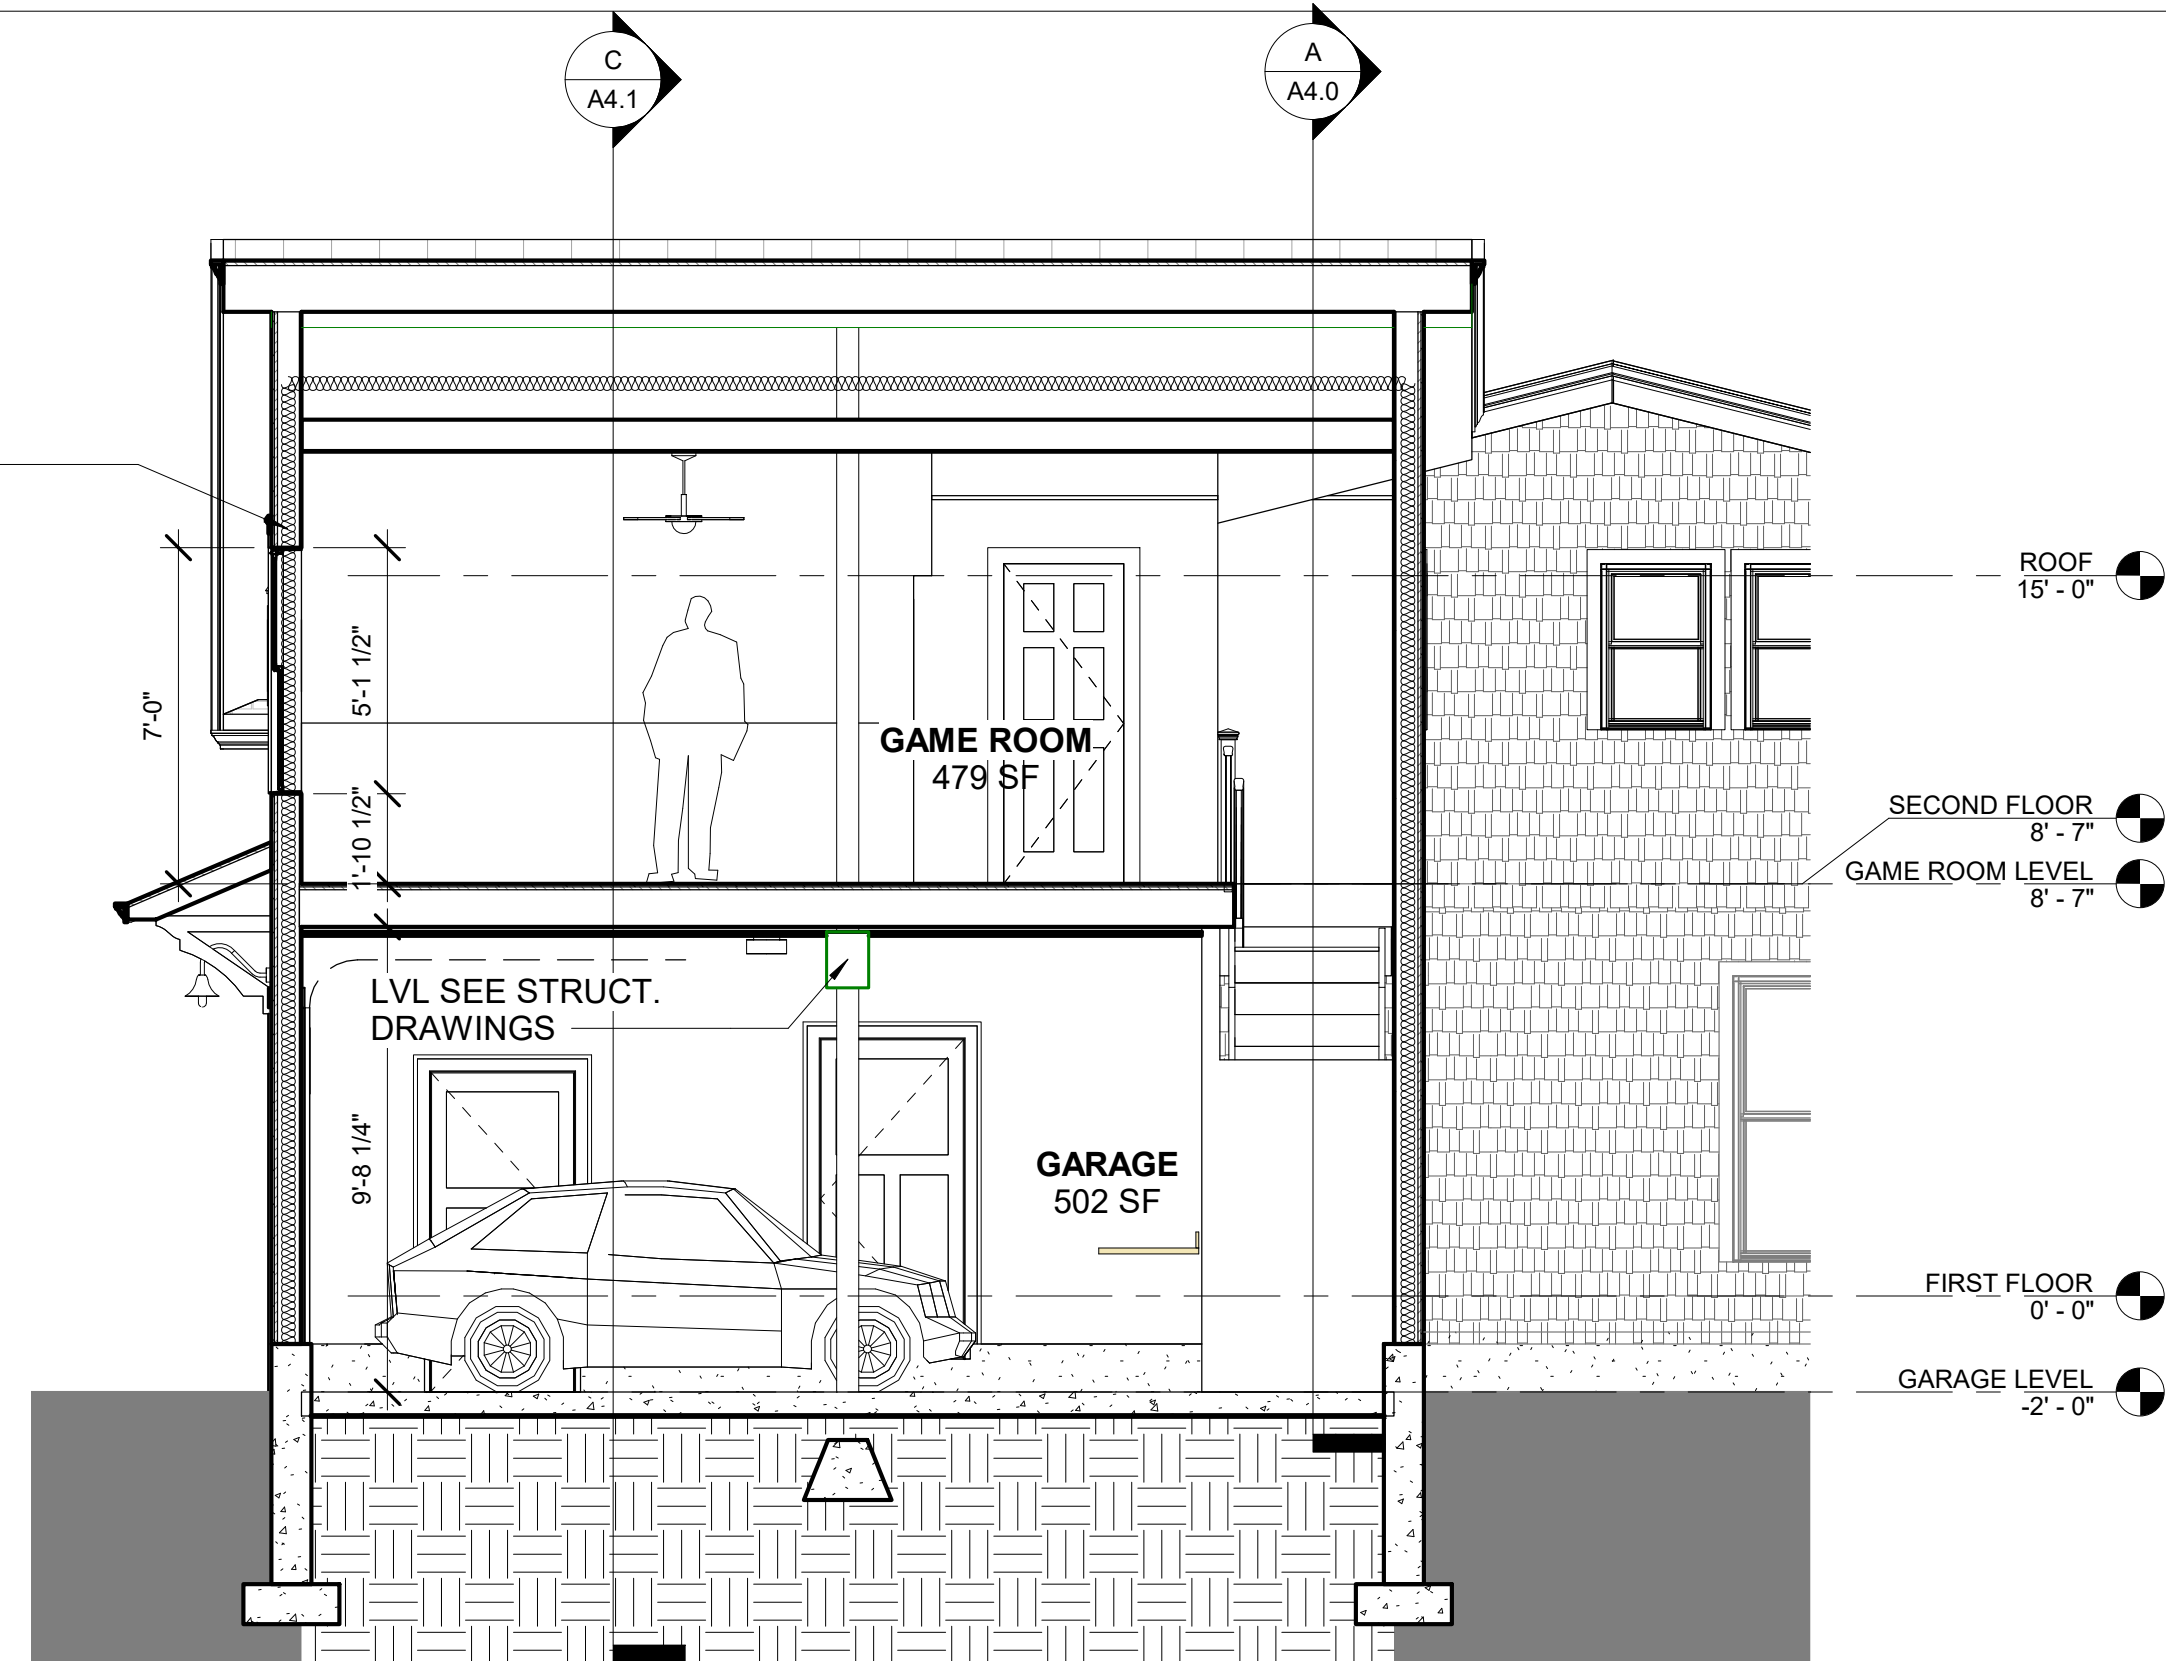 C
A4.1
A
A4.0
ROOF
15' - 0"
5'-1 1/2"
7'-0"
GAME ROOM
479 SF
1'-10 1/2"
SECOND FLOOR
8' - 7"
GAME ROOM LEVEL
8' - 7"
LVL SEE STRUCT.
DRAWINGS
9'-8 1/4"
GARAGE
502 SF
FIRST FLOOR
0' - 0"
GARAGE LEVEL
-2' - 0"